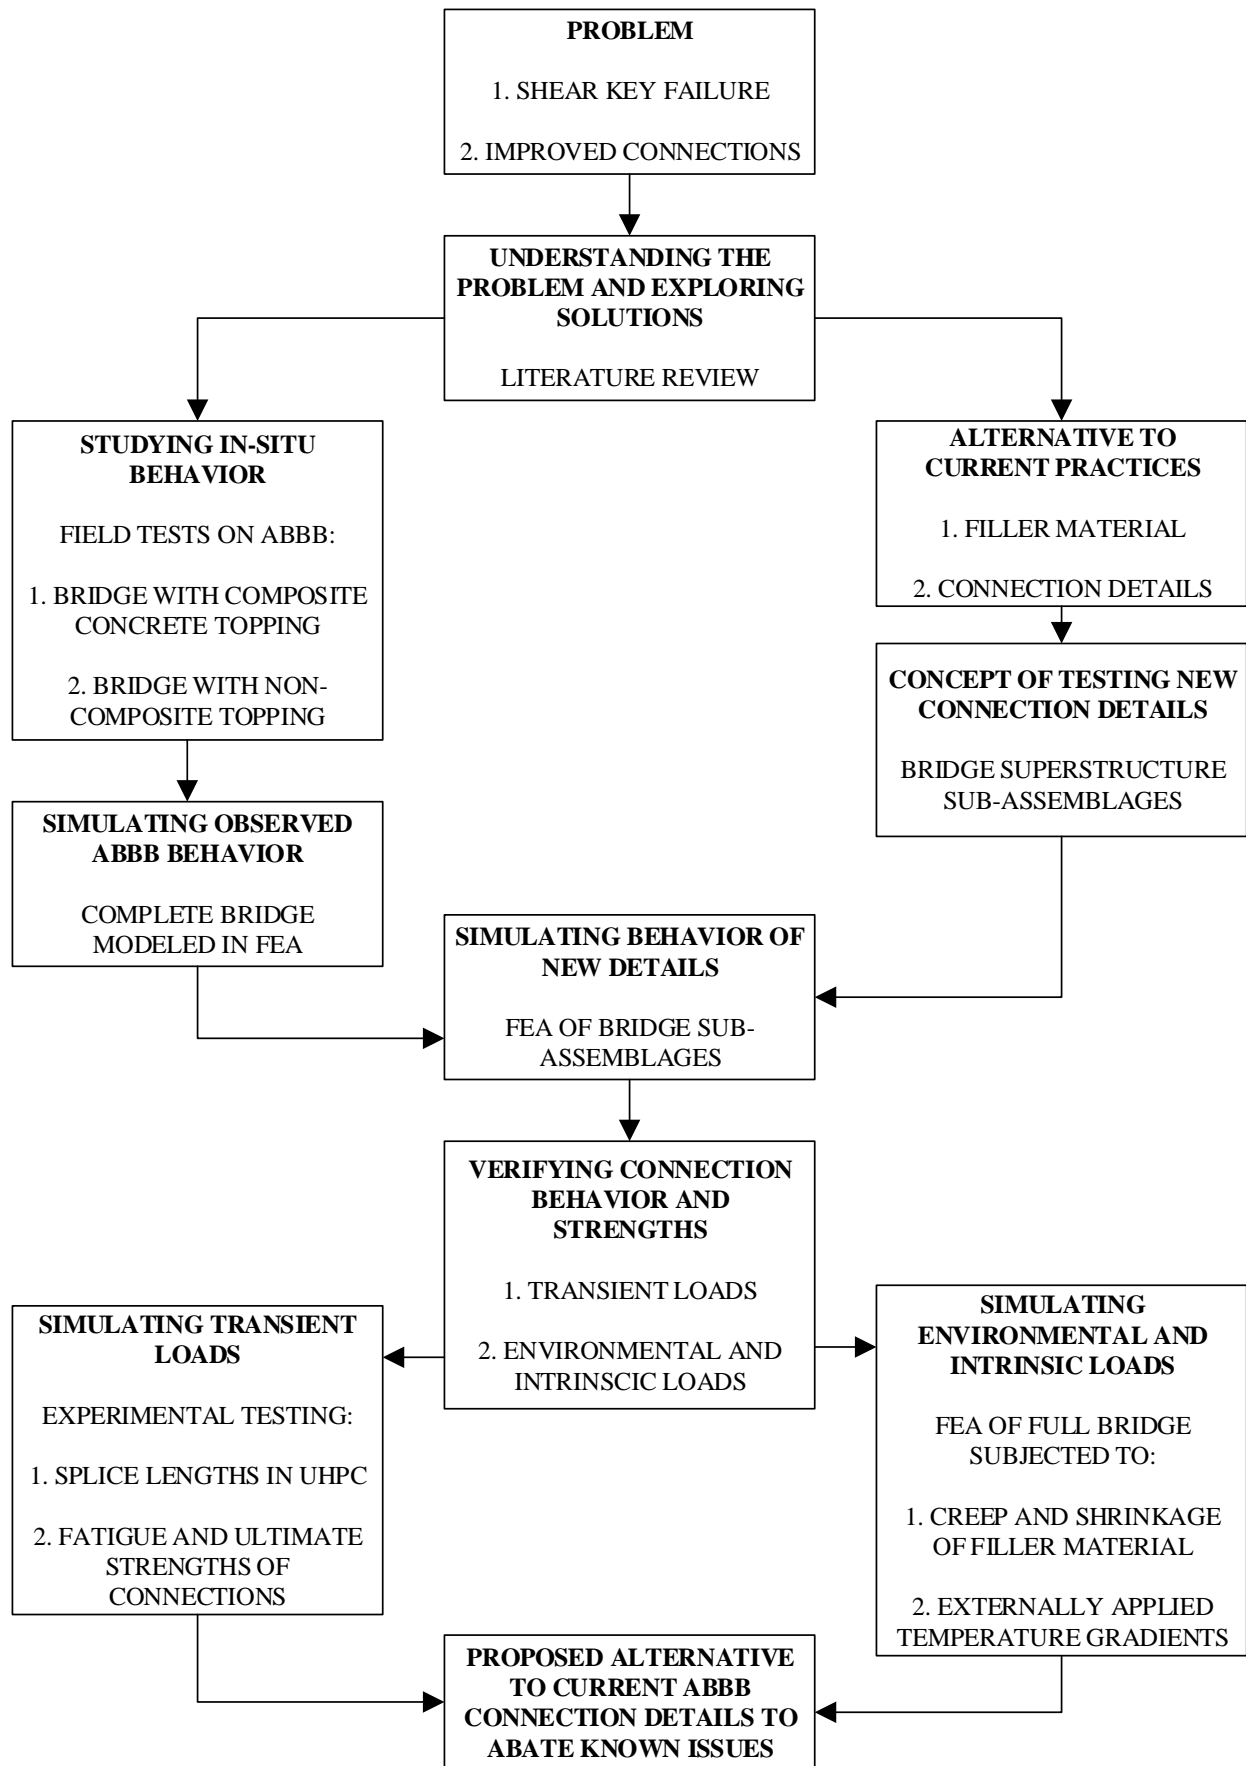 PROBLEM
1. SHEAR KEY FAILURE
2. IMPROVED CONNECTIONS
UNDERSTANDING THE
PROBLEM AND EXPLORING
SOLUTIONS
LITERATURE REVIEW
STUDYING IN-SITU
BEHAVIOR
FIELD TESTS ON ABBB:
1. BRIDGE WITH COMPOSITE
CONCRETE TOPPING
2. BRIDGE WITH NON-
COMPOSITE TOPPING
ALTERNATIVE TO
CURRENT PRACTICES
1. FILLER MATERIAL
2. CONNECTION DETAILS
CONCEPT OF TESTING NEW
CONNECTION DETAILS
BRIDGE SUPERSTRUCTURE
SUB-ASSEMBLAGES
SIMULATING OBSERVED
ABBB BEHAVIOR
COMPLETE BRIDGE
MODELED IN FEA
SIMULATING BEHAVIOR OF
NEW DETAILS
FEA OF BRIDGE SUB-
ASSEMBLAGES
VERIFYING CONNECTION
BEHAVIOR AND
STRENGTHS
1. TRANSIENT LOADS
2. ENVIRONMENTAL AND
INTRINSCIC LOADS
SIMULATING TRANSIENT
LOADS
EXPERIMENTAL TESTING:
1. SPLICE LENGTHS IN UHPC
2. FATIGUE AND ULTIMATE
STRENGTHS OF
CONNECTIONS
SIMULATING
ENVIRONMENTAL AND
INTRINSIC LOADS
FEA OF FULL BRIDGE
SUBJECTED TO:
1. CREEP AND SHRINKAGE
OF FILLER MATERIAL
2. EXTERNALLY APPLIED
TEMPERATURE GRADIENTS
PROPOSED ALTERNATIVE
TO CURRENT ABBB
CONNECTION DETAILS TO
ABATE KNOWN ISSUES